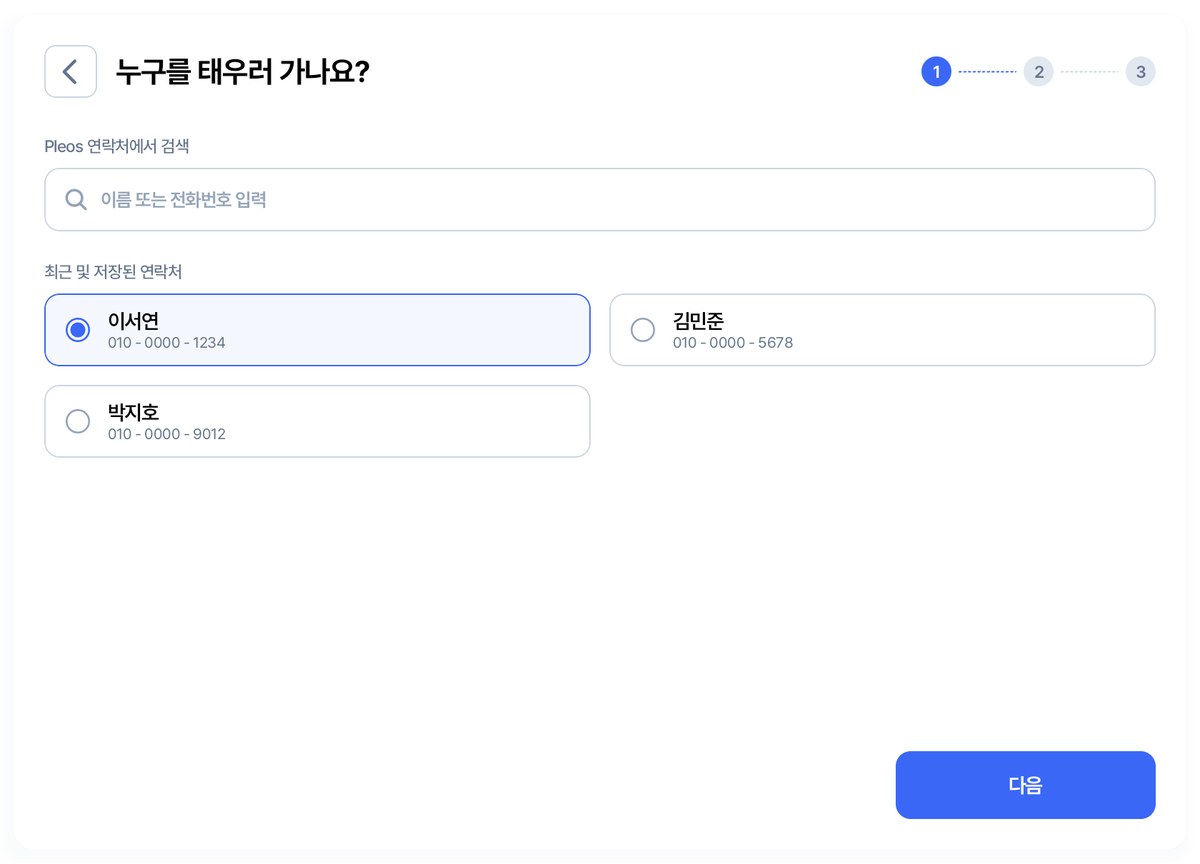 누구를 태우러 가나요?
1
2
3
Pleos 연락처에서 검색
이름 또는 전화번호 입력
최근 및 저장된 연락처
이서연
010 - 0000 - 1234
김민준
010 - 0000 - 5678
박지호
010 - 0000 - 9012
다음